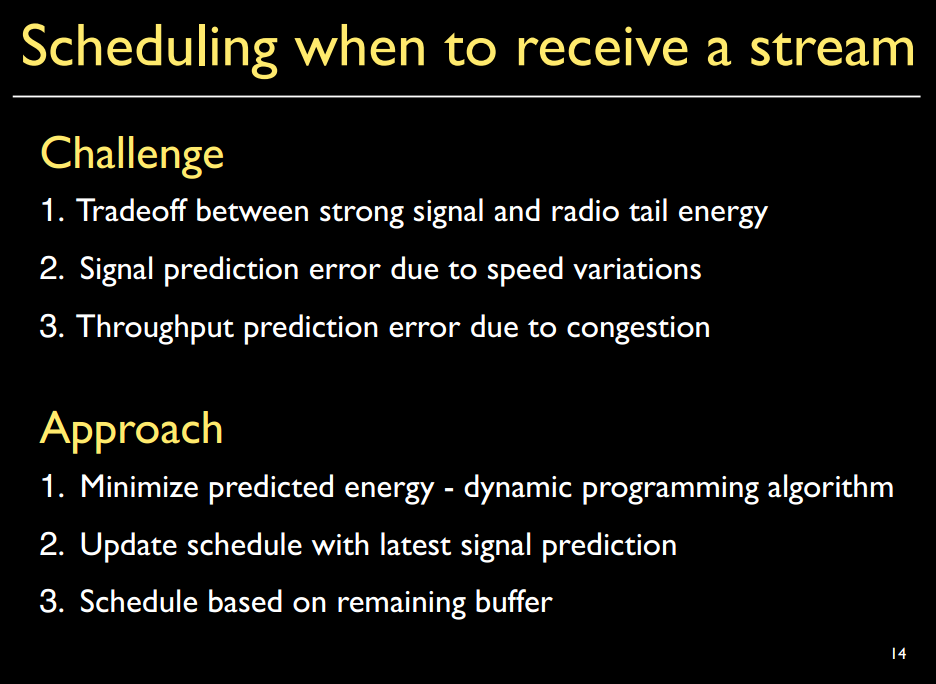 Scheduling when to receive a stream
Challenge
1. Tradeoff between strong signal and radio tail energy
2. Signal prediction error due to speed variations
3. Throughput prediction error due to congestion
Approach
1. Minimize predicted energy - dynamic programming algorithm
2. Update schedule with latest signal prediction
3. Schedule based on remaining buffer
14